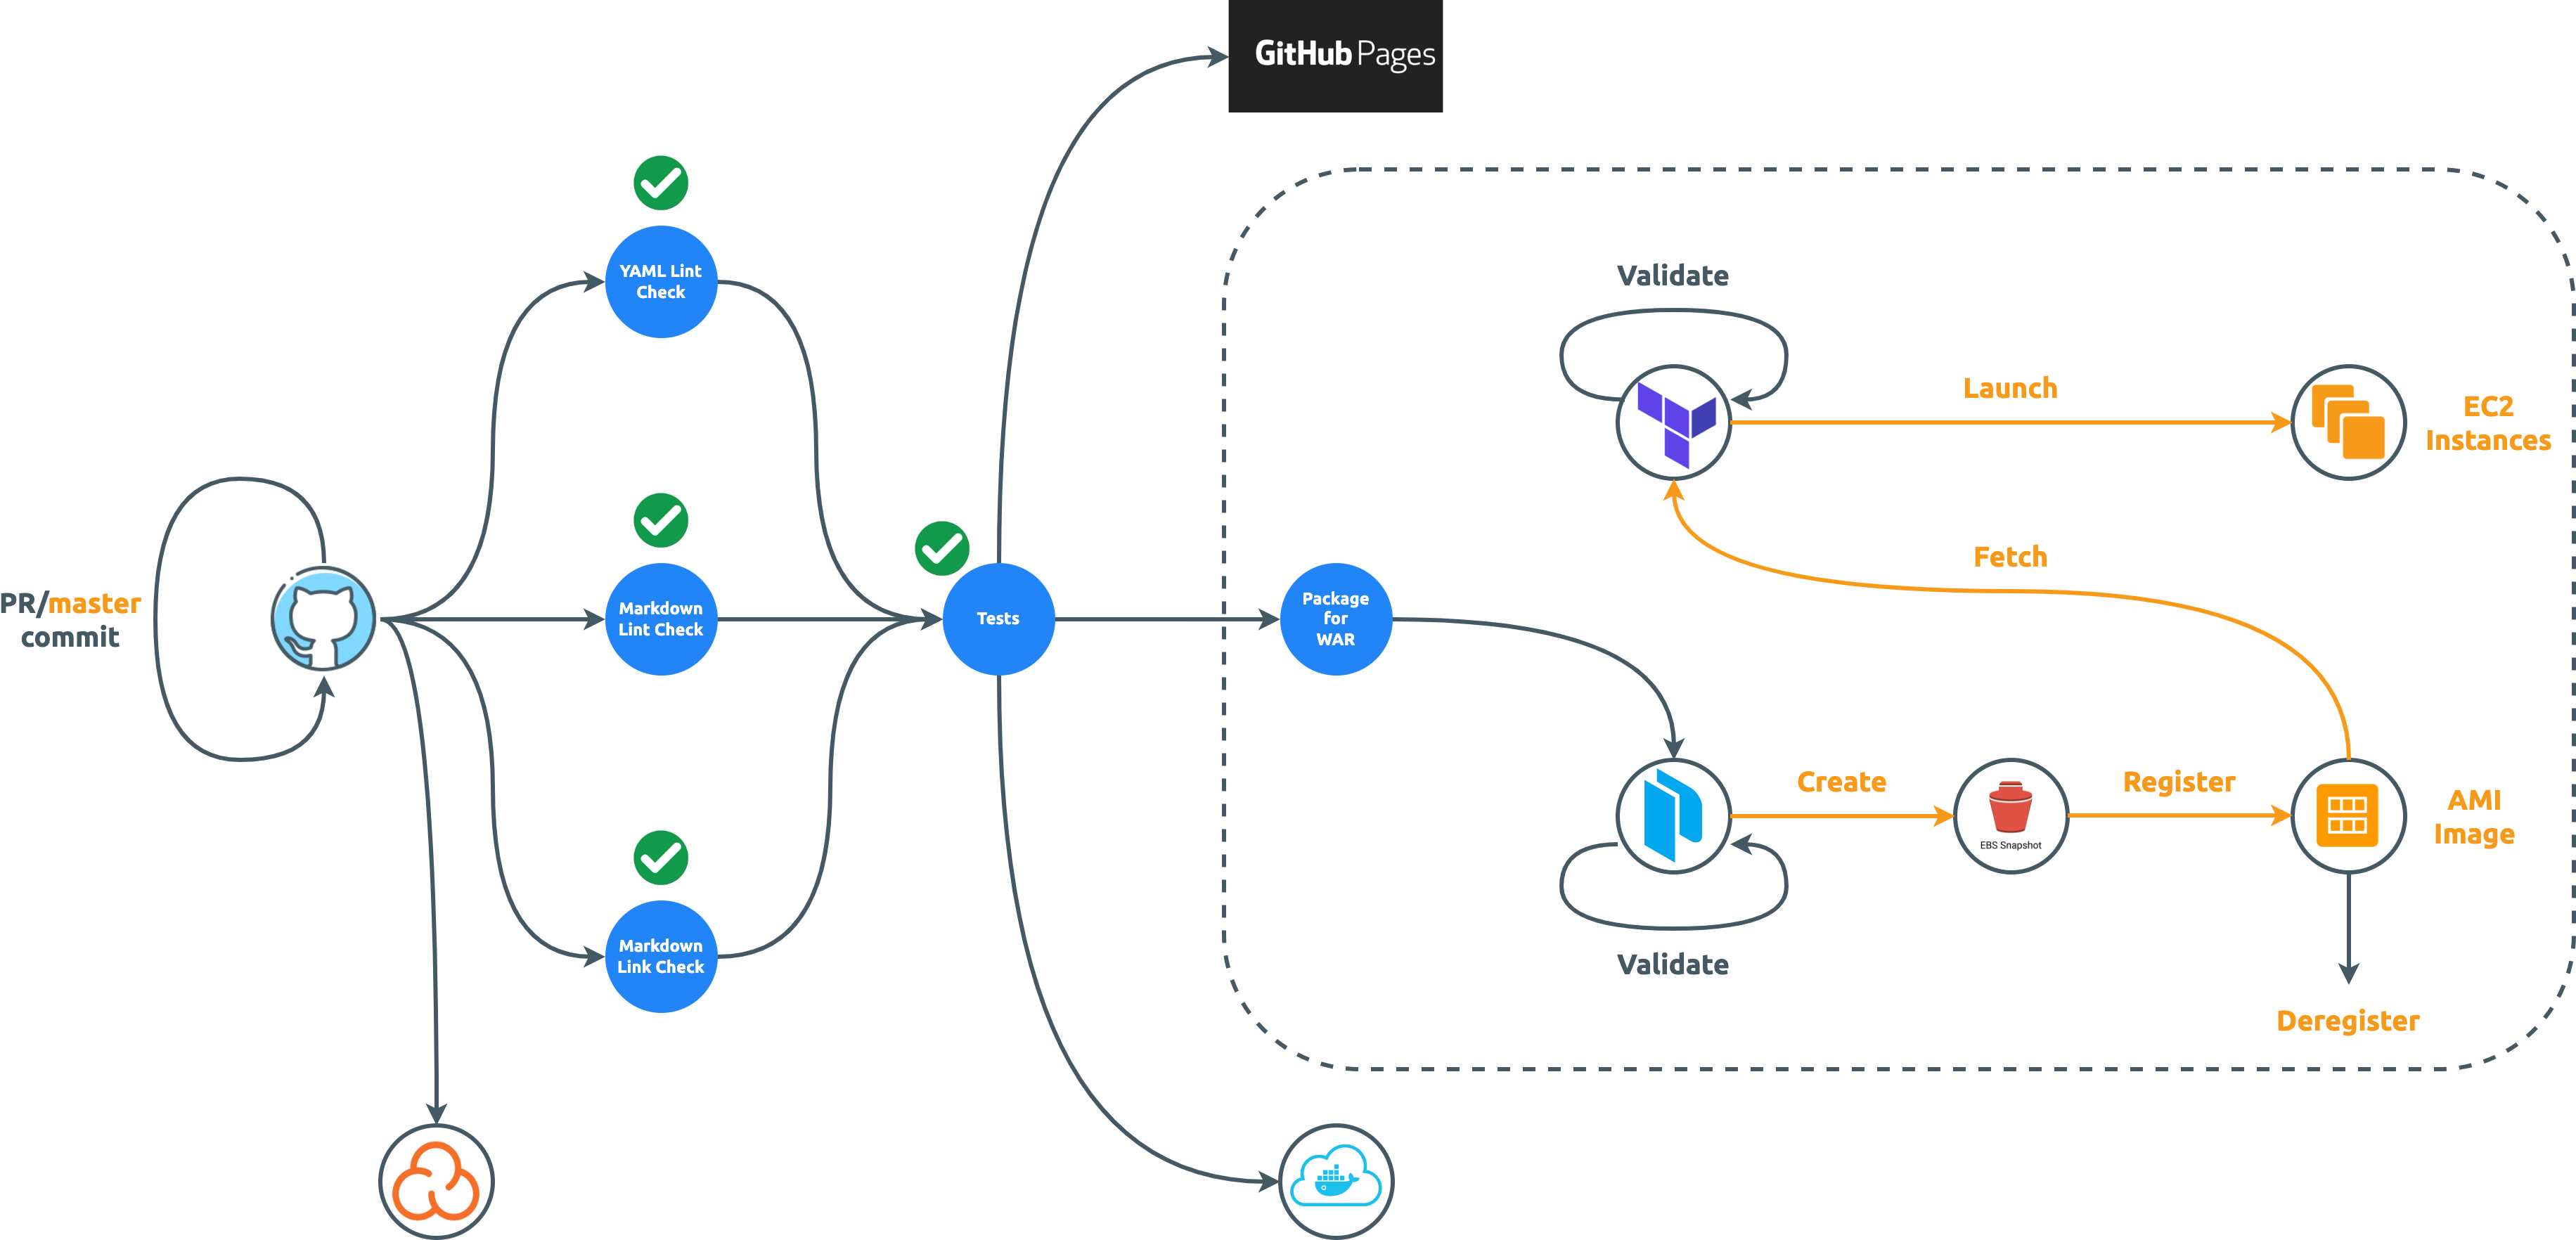 GitHub Pages
YAML Lint
Check
Validate
Launch
EC2
Instances
Fetch
PR/master
commit
Markdown
Lint Check
Tests
Package
for
WAR
Create
Register
EBS Snapshot
AMI
Image
Markdown
Link Check
Validate
Deregister